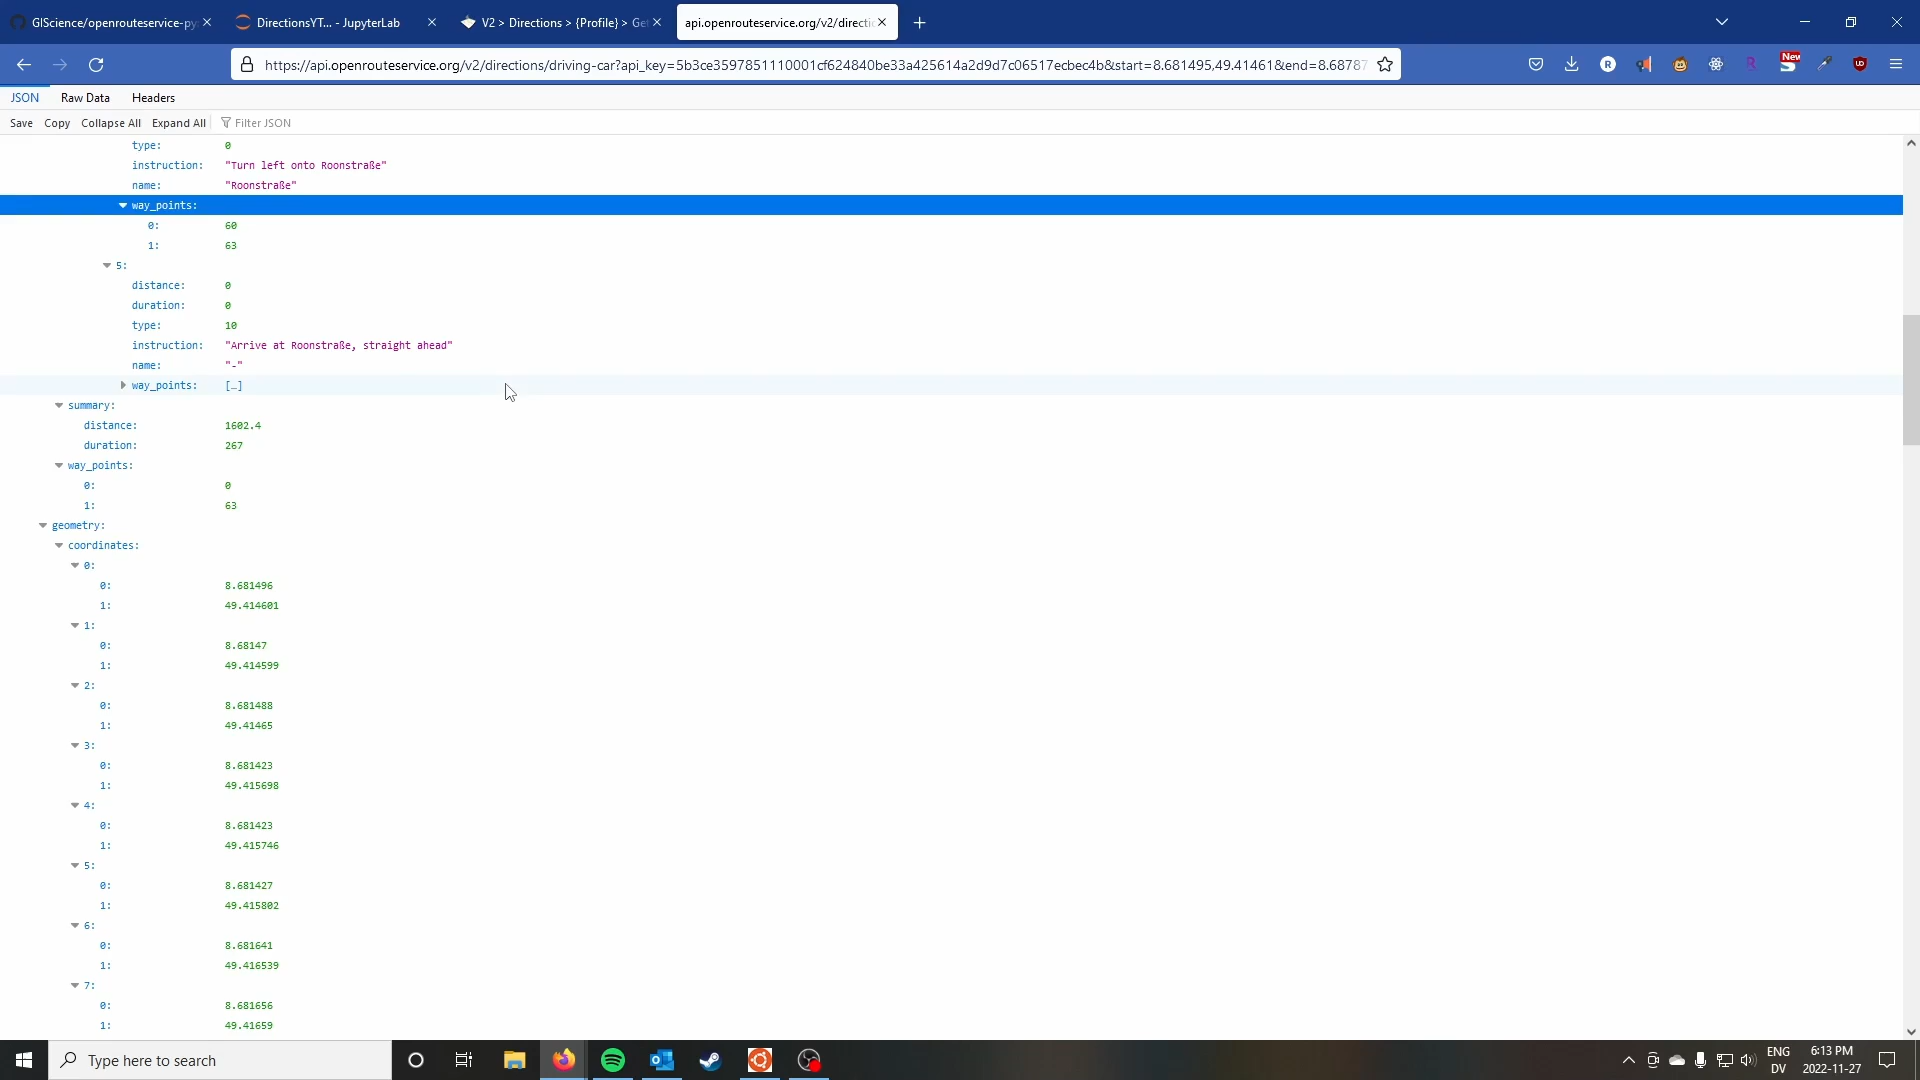 GIScience/openrouteservice-py
DirectionsYT... - JupyterLab
V2 > Directions > {Profile} > Ge
api.openrouteservice.org/v2/directi
https://api.openrouteservice.org/v2/directions/driving-car?api_key=5b3ce3597851110001cf624840be33a425614a2d9d7c06517ecbec4b&start=8.681495,49.41461&end=8.68787
New
JSON Raw Data Headers
Save Copy Collapse All Expand All Filter JSON
type: 0
instruction: "Turn left onto Roonstraße"
name: "Roonstraße"
way_points:
0: 60
1: 63
5:
distance: 0
duration: 0
type: 10
instruction: "Arrive at Roonstraße, straight ahead"
name: "-"
way_points: […]
summary:
distance: 1602.4
duration: 267
way_points:
0: 0
1: 63
geometry:
coordinates:
0:
0: 8.681496
1: 49.414601
1:
0: 8.68147
1: 49.414599
2:
0: 8.681488
1: 49.41465
3:
0: 8.681423
1: 49.415698
4:
0: 8.681423
1: 49.415746
5:
0: 8.681427
1: 49.415802
6:
0: 8.681641
1: 49.416539
7:
0: 8.681656
1: 49.41659
Type here to search
ENG
DV
6:13 PM
2022-11-27